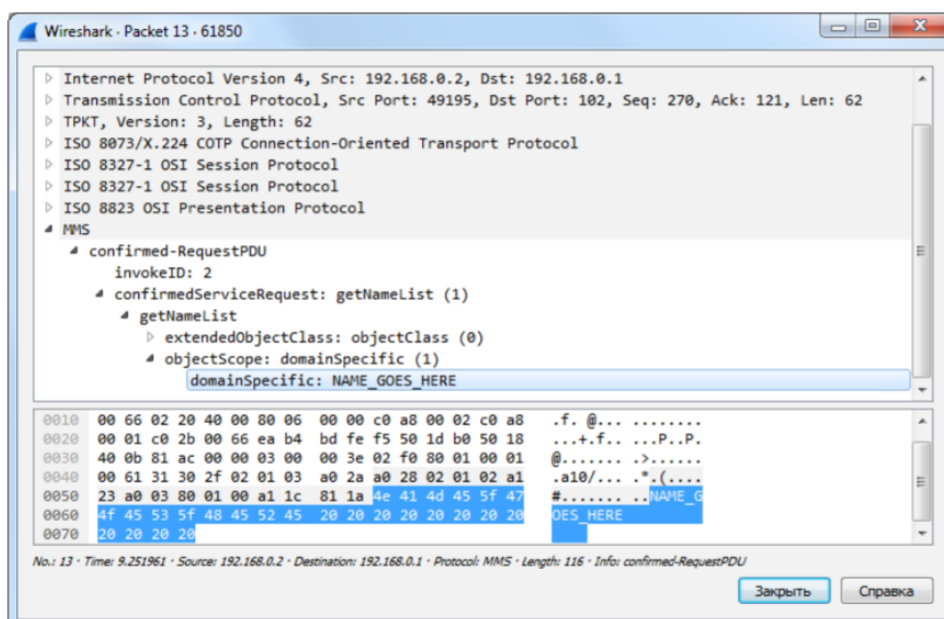 Wireshark · Packet 13 · 61850
Internet Protocol Version 4, Src: 192.168.0.2, Dst: 192.168.0.1
Transmission Control Protocol, Src Port: 49195, Dst Port: 102, Seq: 270, Ack: 121, Len: 62
TPKT, Version: 3, Length: 62
ISO 8073/X.224 COTP Connection-Oriented Transport Protocol
ISO 8327-1 OSI Session Protocol
ISO 8327-1 OSI Session Protocol
ISO 8823 OSI Presentation Protocol
MMS
confirmed-RequestPDU
invokeID: 2
confirmedServiceRequest: getNameList (1)
getNameList
extendedObjectClass: objectClass (0)
objectScope: domainSpecific (1)
domainSpecific: NAME_GOES_HERE
0010 00 66 02 20 40 00 80 06 00 00 c0 a8 00 02 c0 a8 .f. @... ........
0020 00 01 c0 2b 00 66 ea b4 bd fe f5 50 1d b0 50 18 ...+.f.. ...P..P.
0030 40 0b 81 ac 00 00 03 00 00 3e 02 f0 80 01 00 01 @....... .>......
0040 00 61 31 30 2f 02 01 03 a0 2a a0 28 02 01 02 a1 .a10/... .*.(....
0050 23 a0 03 80 01 00 a1 1c 81 1a 4e 41 4d 45 5f 47 #....... ..NAME_G
0060 4f 45 53 5f 48 45 52 45 20 20 20 20 20 20 20 20 OES_HERE
0070 20 20 20 20
No.: 13 · Time: 9.251961 · Source: 192.168.0.2 · Destination: 192.168.0.1 · Protocol: MMS · Length: 116 · Info: confirmed-RequestPDU
Закрыть Справка